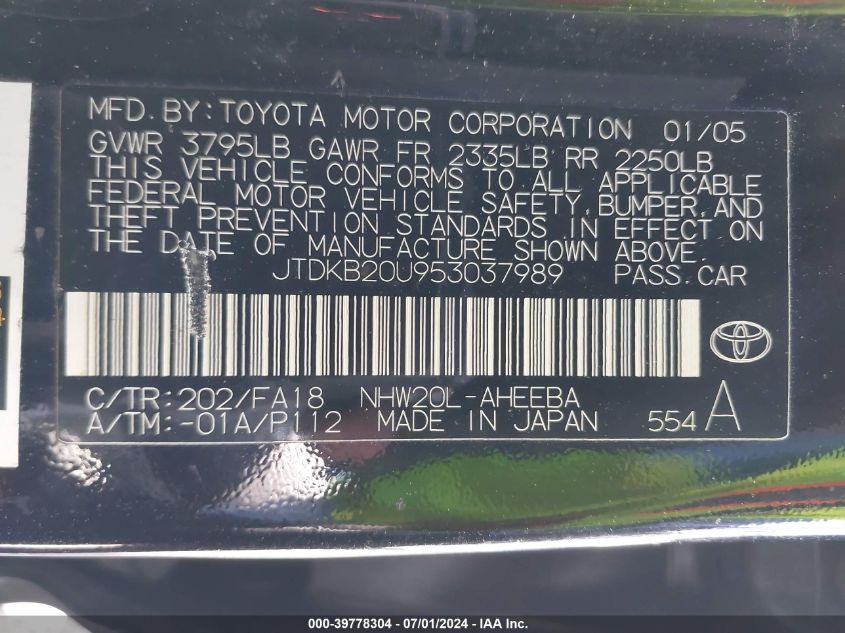 MFD. BY: TOYOTA MOTOR CORPORATION 01/05
GVWR 3795LB GAWR FR 2335LB RR 2250LB
THIS VEHICLE CONFORMS TO ALL APPLICABLE
FEDERAL MOTOR VEHICLE SAFETY, BUMPER, AND
THEFT PREVENTION STANDARDS IN EFFECT ON
THE DATE OF MANUFACTURE SHOWN ABOVE.
JTDKB20U953037989 PASS. CAR
C/TR: 202/FA18 NHW20L-AHEEBA
A/TM: -01A/P112 MADE IN JAPAN 554 A
000-39778304 - 07/01/2024 - IAA Inc.